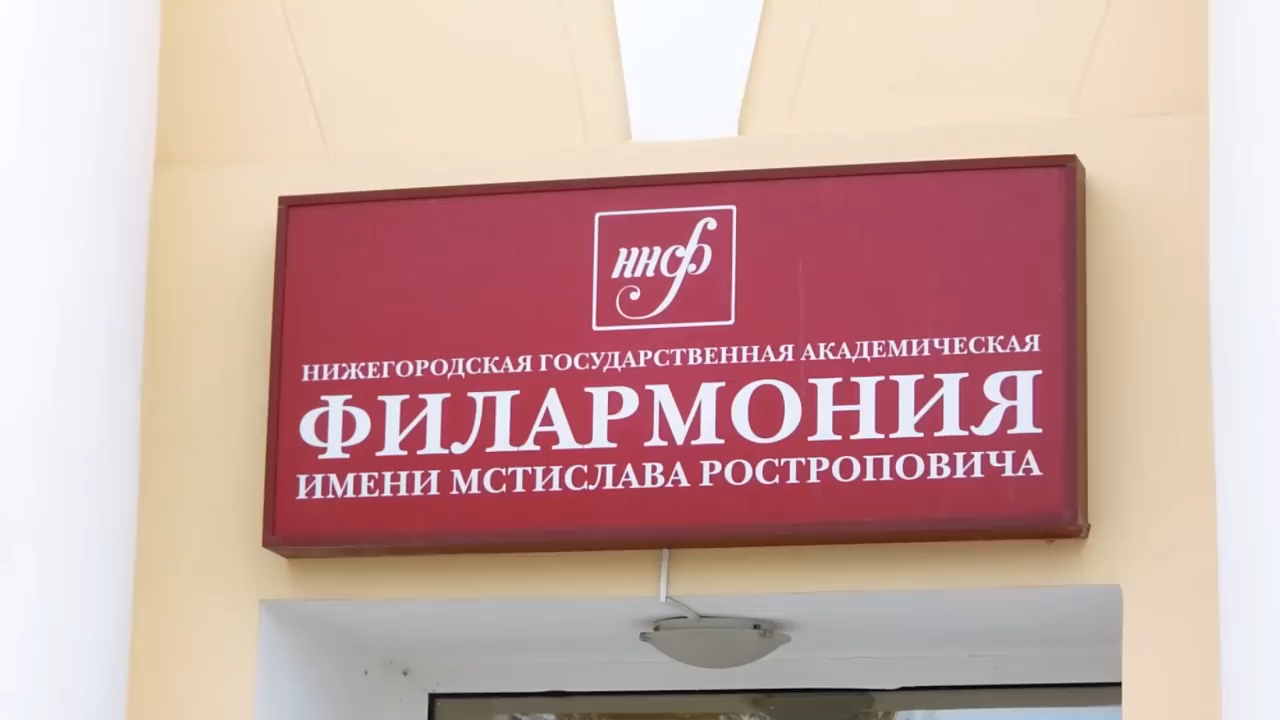 ннф
НИЖЕГОРОДСКАЯ ГОСУДАРСТВЕННАЯ АКАДЕМИЧЕСКАЯ
ФИЛАРМОНИЯ
ИМЕНИ МСТИСЛАВА РОСТРОПОВИЧА